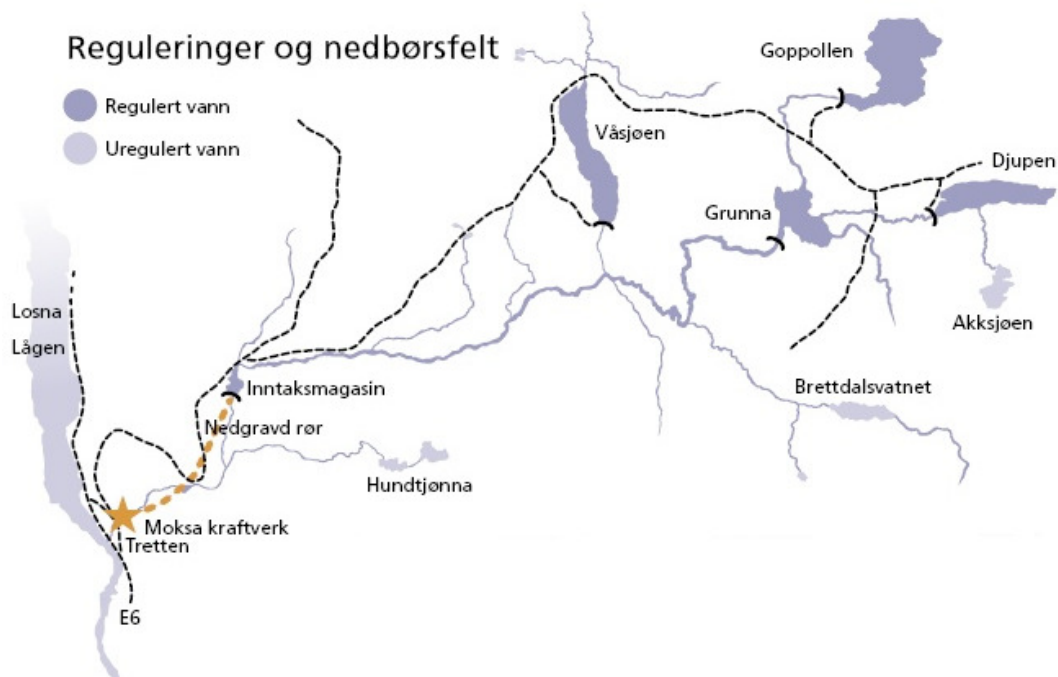 Reguleringer og nedbørsfelt
Regulert vann
Uregulert vann
Goppollen
Våsjøen
Djupen
Grunna
Akksjøen
Losna
Lågen
Inntaksmagasin
Brettdalsvatnet
Nedgravd rør
Hundtjønna
Moksa kraftverk
Tretten
E6